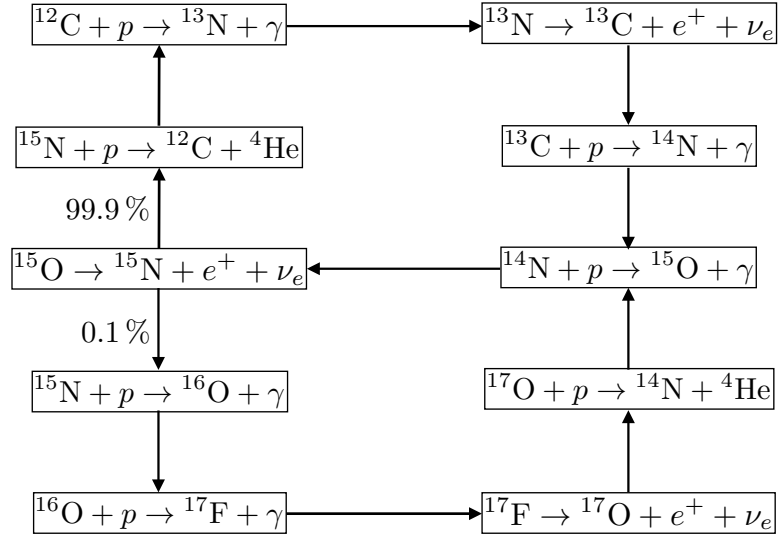 ¹²C + p → ¹³N + γ
¹³N → ¹³C + e⁺ + νₑ
¹⁵N + p → ¹²C + ⁴He
¹³C + p → ¹⁴N + γ
99.9 %
¹⁵O → ¹⁵N + e⁺ + νₑ
¹⁴N + p → ¹⁵O + γ
0.1 %
¹⁵N + p → ¹⁶O + γ
¹⁷O + p → ¹⁴N + ⁴He
¹⁶O + p → ¹⁷F + γ
¹⁷F → ¹⁷O + e⁺ + νₑ